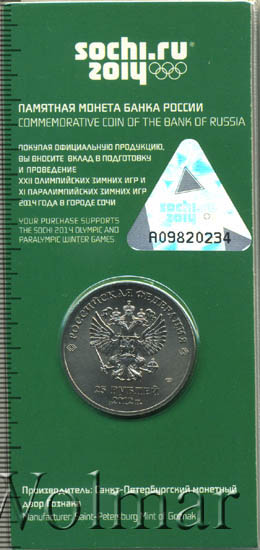 sochi.ru
2014
ПАМЯТНАЯ МОНЕТА БАНКА РОССИИ
COMMEMORATIVE COIN OF THE BANK OF RUSSIA
ПОКУПАЯ ОФИЦИАЛЬНУЮ ПРОДУКЦИЮ,
ВЫ ВНОСИТЕ ВКЛАД В ПОДГОТОВКУ
И ПРОВЕДЕНИЕ
XXII ОЛИМПИЙСКИХ ЗИМНИХ ИГР И
XI ПАРАЛИМПИЙСКИХ ЗИМНИХ ИГР
2014 ГОДА В ГОРОДЕ СОЧИ
YOUR PURCHASE SUPPORTS
THE SOCHI 2014 OLYMPIC AND
PARALYMPIC WINTER GAMES
sochi.ru
2014
A09820234
РОССИЙСКАЯ ФЕДЕРАЦИЯ
25 РУБЛЕЙ
Wolmar
Производитель: Санкт-Петербургский монетный
двор Гознака
Manufacturer: Saint-Petersburg Mint of Goznak